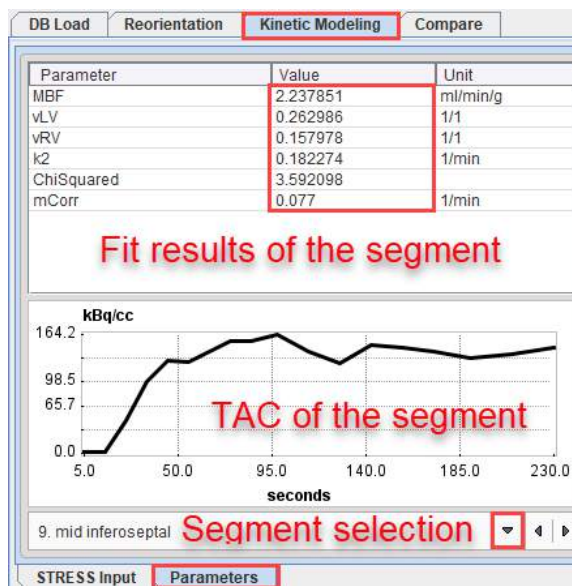 DB Load Reorientation Kinetic Modeling Compare
Parameter Value Unit
MBF 2.237851 ml/min/g
vLV 0.262986 1/1
vRV 0.157978 1/1
k2 0.182274 1/min
ChiSquared 3.592098
mCorr 0.077 1/min
Fit results of the segment
kBq/cc
164.2
98.5
65.7
TAC of the segment
0.0
5.0 50.0 95.0 140.0 185.0 230.0
seconds
9. mid inferoseptal Segment selection
STRESS Input Parameters